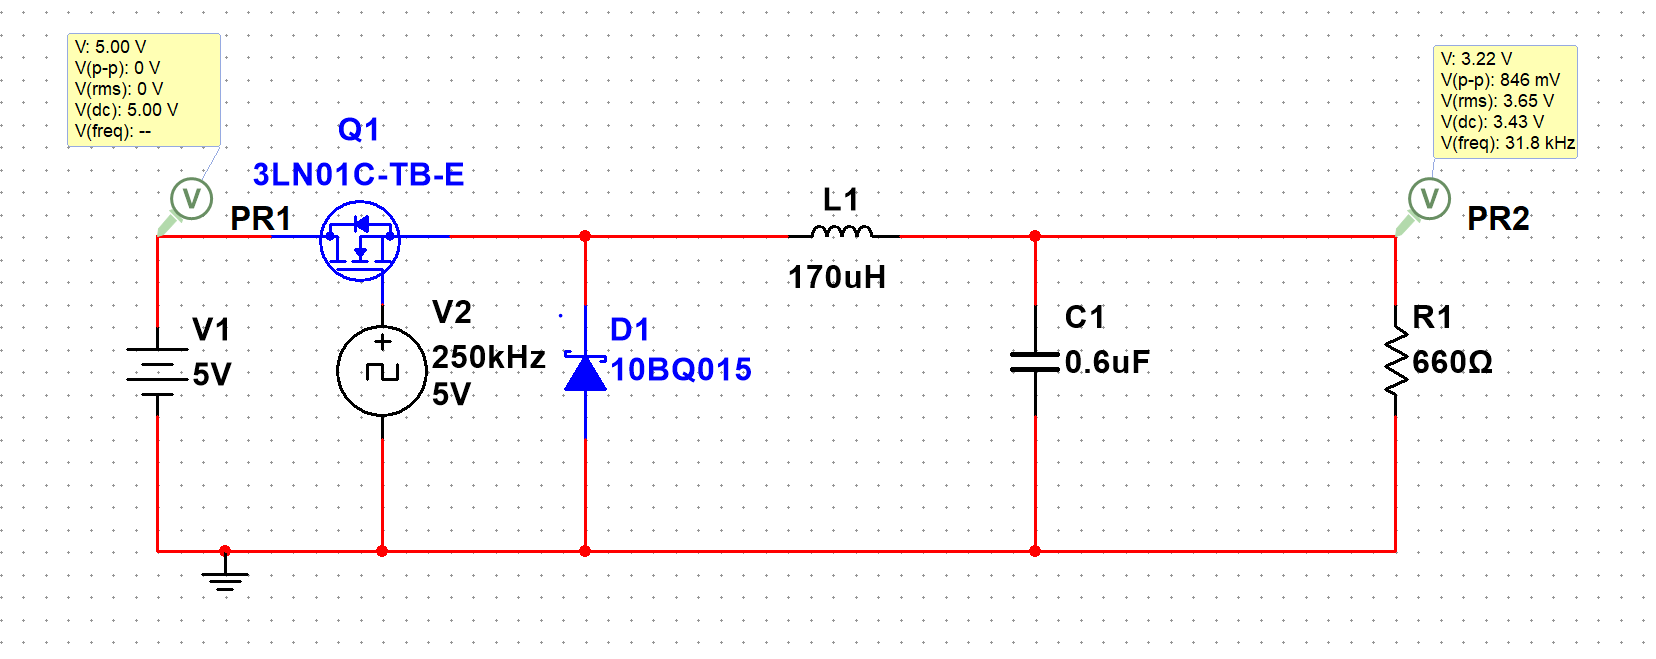 V: 5.00 V
V(p-p): 0 V
V(rms): 0 V
V(dc): 5.00 V
V(freq): --
V: 3.22 V
V(p-p): 846 mV
V(rms): 3.65 V
V(dc): 3.43 V
V(freq): 31.8 kHz
Q1
3LN01C-TB-E
V
PR1
L1
170uH
V
PR2
V1
5V
V2
250kHz
5V
D1
10BQ015
C1
0.6uF
R1
660Ω